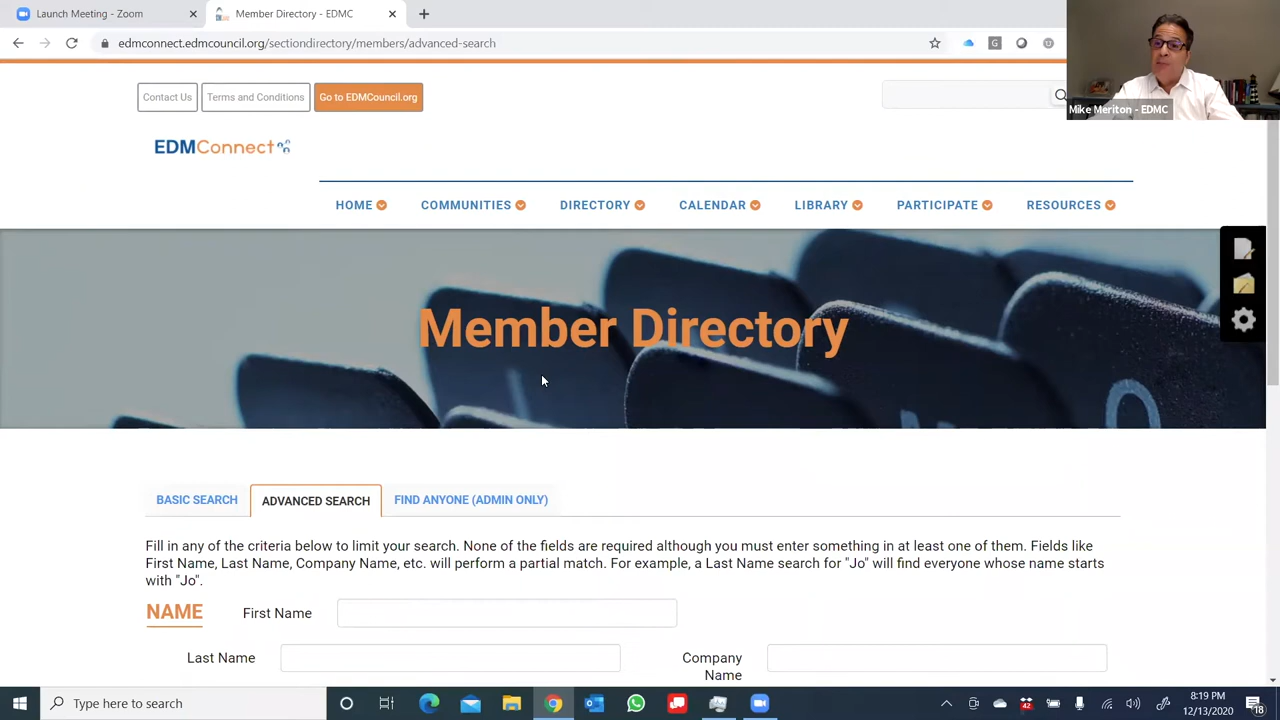 Launch Meeting - Zoom
Member Directory - EDMC
edmconnect.edmcouncil.org/sectiondirectory/members/advanced-search
G
Mike Meriton - EDMC
Contact Us
Terms and Conditions
Go to EDMCouncil.org
EDMConnect
HOME
COMMUNITIES
DIRECTORY
CALENDAR
LIBRARY
PARTICIPATE
RESOURCES
Member Directory
BASIC SEARCH
ADVANCED SEARCH
FIND ANYONE (ADMIN ONLY)
Fill in any of the criteria below to limit your search. None of the fields are required although you must enter something in at least one of them. Fields like
First Name, Last Name, Company Name, etc. will perform a partial match. For example, a Last Name search for "Jo" will find everyone whose name starts
with "Jo".
NAME
First Name
Last Name
Company
Name
Type here to search
42
8:19 PM
12/13/2020
18